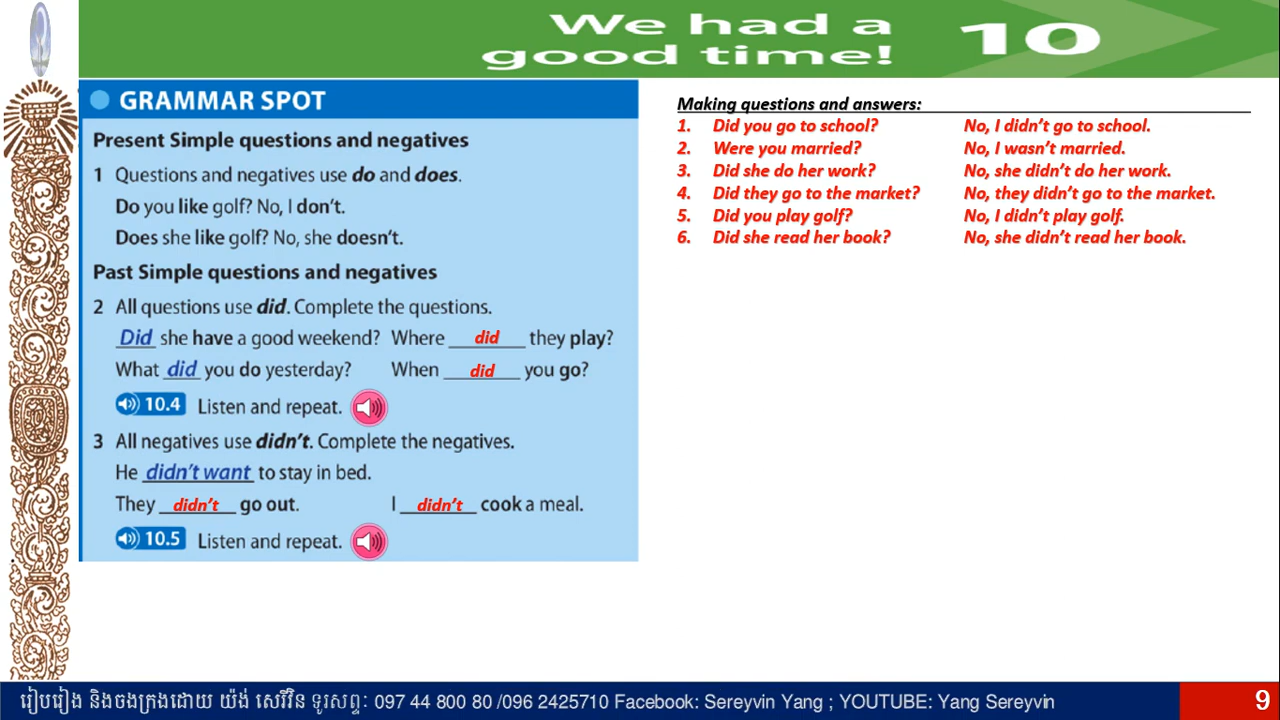 We had a
good time!
10
GRAMMAR SPOT
Present Simple questions and negatives
1 Questions and negatives use do and does.
Do you like golf? No, I don't.
Does she like golf? No, she doesn't.
Past Simple questions and negatives
2 All questions use did. Complete the questions.
Did she have a good weekend? Where did they play?
What did you do yesterday? When did you go?
10.4 Listen and repeat.
3 All negatives use didn't. Complete the negatives.
He didn't want to stay in bed.
They didn't go out. I didn't cook a meal.
10.5 Listen and repeat.
Making questions and answers:
1. Did you go to school? No, I didn't go to school.
2. Were you married? No, I wasn't married.
3. Did she do her work? No, she didn't do her work.
4. Did they go to the market? No, they didn't go to the market.
5. Did you play golf? No, I didn't play golf.
6. Did she read her book? No, she didn't read her book.
រៀបរៀង និងចងក្រងដោយ យ៉ង់ សេរីវិន ទូរសព្ទៈ 097 44 800 80 /096 2425710 Facebook: Sereyvin Yang ; YOUTUBE: Yang Sereyvin
9